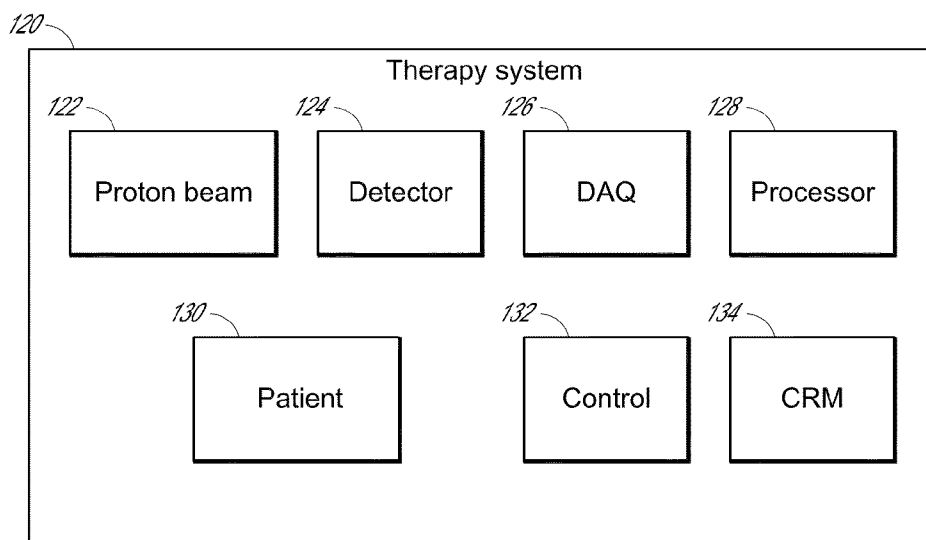 120
Therapy system
122 124 126 128
Proton beam Detector DAQ Processor
130 132 134
Patient Control CRM